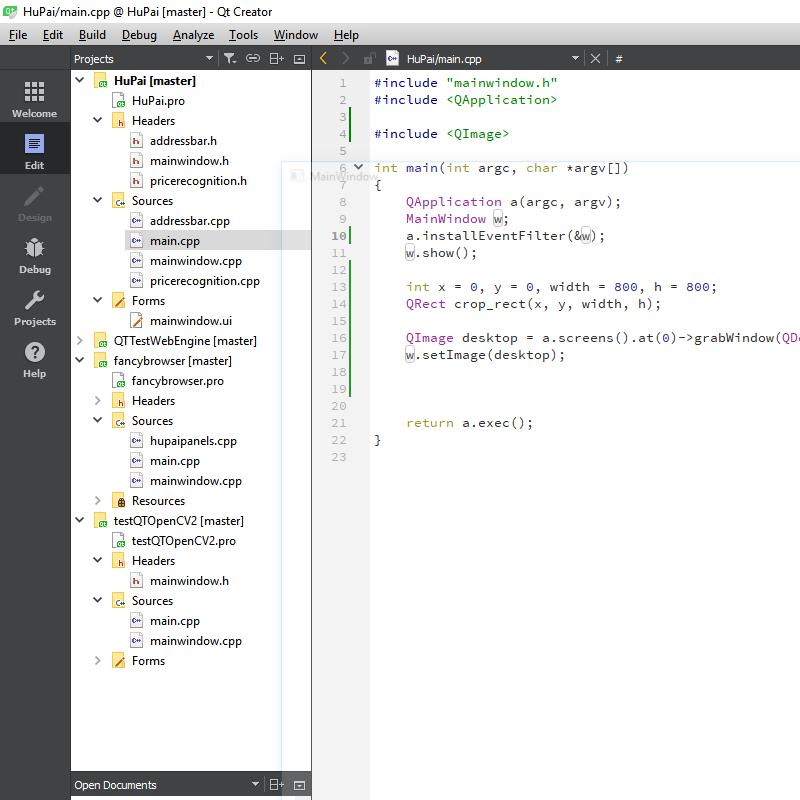 HuPai/main.cpp @ HuPai [master] - Qt Creator
File Edit Build Debug Analyze Tools Window Help
Projects
HuPai/main.cpp
#
Welcome
Edit
Design
Debug
Projects
Help
HuPai [master]
HuPai.pro
Headers
addressbar.h
mainwindow.h
pricerecognition.h
Sources
addressbar.cpp
main.cpp
mainwindow.cpp
pricerecognition.cpp
Forms
mainwindow.ui
QTTestWebEngine [master]
fancybrowser [master]
fancybrowser.pro
Headers
Sources
hupaipanels.cpp
main.cpp
mainwindow.cpp
Resources
testQTOpenCV2 [master]
testQTOpenCV2.pro
Headers
mainwindow.h
Sources
main.cpp
mainwindow.cpp
Forms
Open Documents
1 #include "mainwindow.h"
2 #include <QApplication>
3
4 #include <QImage>
5
6 int main(int argc, char *argv[])
MainWindow
7 {
8 QApplication a(argc, argv);
9 MainWindow w;
10 a.installEventFilter(&w);
11 w.show();
12
13 int x = 0, y = 0, width = 800, h = 800;
14 QRect crop_rect(x, y, width, h);
15
16 QImage desktop = a.screens().at(0)->grabWindow(QD
17 w.setImage(desktop);
18
19
20
21 return a.exec();
22 }
23